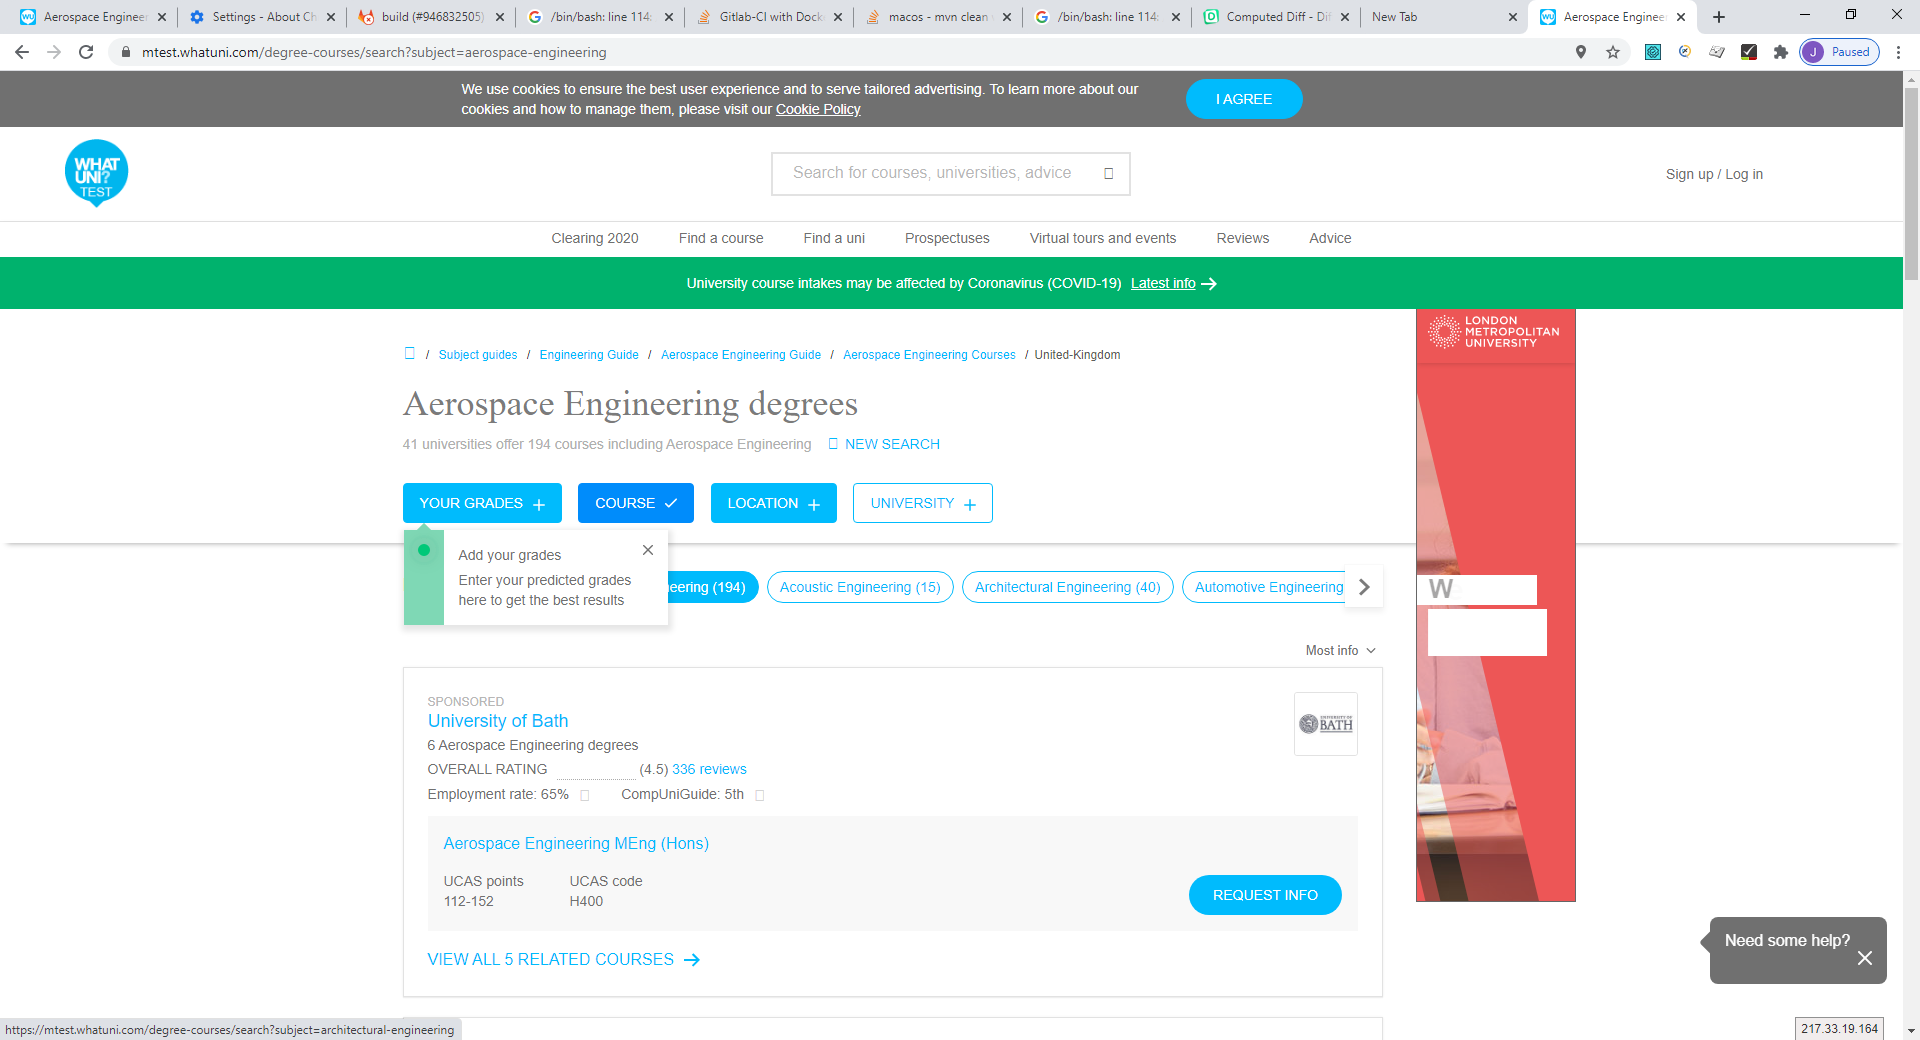 Aerospace Engineer
Settings - About Ch
build (#946832505)
/bin/bash: line 114:
Gitlab-CI with Dock
macos - mvn clean
/bin/bash: line 114:
Computed Diff - Dif
New Tab
Aerospace Engineer
mtest.whatuni.com/degree-courses/search?subject=aerospace-engineering
J Paused
We use cookies to ensure the best user experience and to serve tailored advertising. To learn more about our
cookies and how to manage them, please visit our Cookie Policy
I AGREE
WHAT
UNI?
TEST
Search for courses, universities, advice
Sign up / Log in
Clearing 2020
Find a course
Find a uni
Prospectuses
Virtual tours and events
Reviews
Advice
University course intakes may be affected by Coronavirus (COVID-19) Latest info
LONDON
METROPOLITAN
UNIVERSITY
/ Subject guides / Engineering Guide / Aerospace Engineering Guide / Aerospace Engineering Courses / United-Kingdom
Aerospace Engineering degrees
41 universities offer 194 courses including Aerospace Engineering
NEW SEARCH
YOUR GRADES
COURSE
LOCATION
UNIVERSITY
Add your grades
Enter your predicted grades
here to get the best results
eering (194)
Acoustic Engineering (15)
Architectural Engineering (40)
Automotive Engineering
W
Most info
SPONSORED
University of Bath
6 Aerospace Engineering degrees
OVERALL RATING (4.5) 336 reviews
Employment rate: 65%
CompUniGuide: 5th
UNIVERSITY OF
BATH
Aerospace Engineering MEng (Hons)
UCAS points
112-152
UCAS code
H400
REQUEST INFO
VIEW ALL 5 RELATED COURSES
Need some help?
https://mtest.whatuni.com/degree-courses/search?subject=architectural-engineering
217.33.19.164